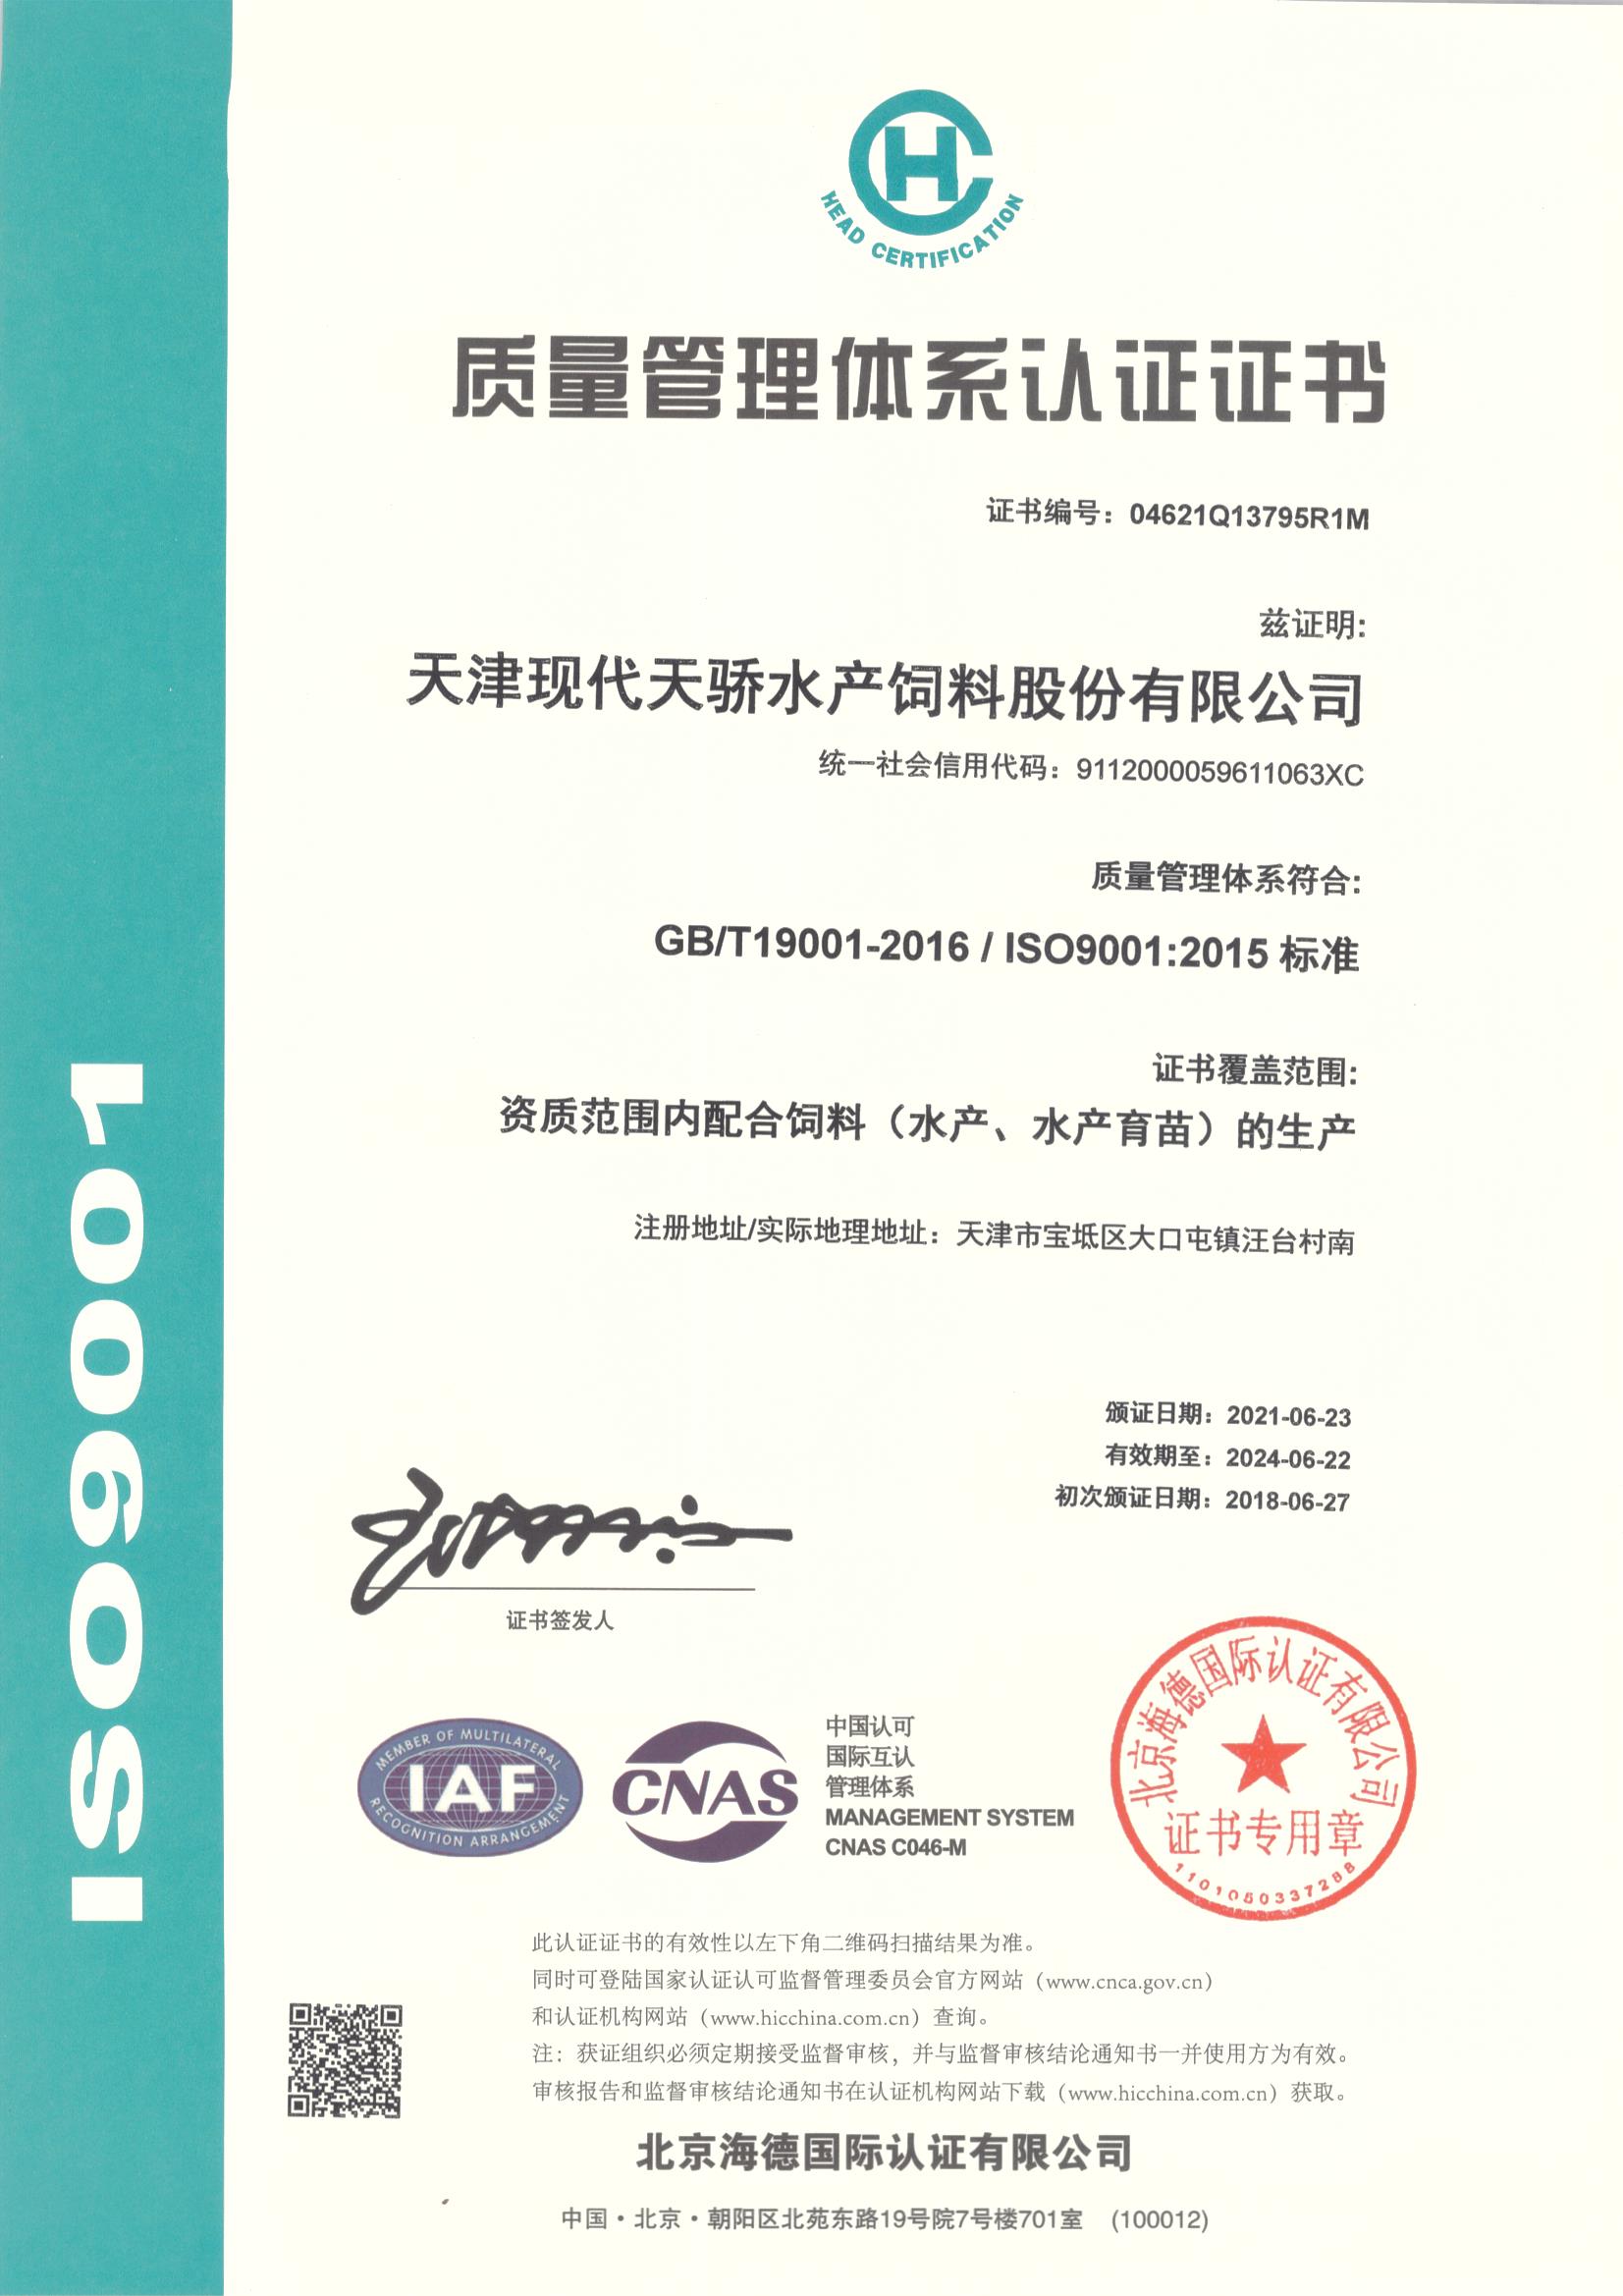 ISO9001
HEAD CERTIFICATION
质量管理体系认证证书
证书编号：04621Q13795R1M
兹证明:
天津现代天骄水产饲料股份有限公司
统一社会信用代码：9112000059611063XC
质量管理体系符合:
GB/T19001-2016 / ISO9001:2015 标准
证书覆盖范围:
资质范围内配合饲料（水产、水产育苗）的生产
注册地址/实际地理地址：天津市宝坻区大口屯镇汪台村南
颁证日期：2021-06-23
有效期至：2024-06-22
初次颁证日期：2018-06-27
证书签发人
MEMBER OF MULTILATERAL
IAF
RECOGNITION ARRANGEMENT
CNAS
中国认可
国际互认
管理体系
MANAGEMENT SYSTEM
CNAS C046-M
北京海德国际认证有限公司
证书专用章
1101050337288
此认证证书的有效性以左下角二维码扫描结果为准。
同时可登陆国家认证认可监督管理委员会官方网站（www.cnca.gov.cn）
和认证机构网站（www.hicchina.com.cn）查询。
注：获证组织必须定期接受监督审核，并与监督审核结论通知书一并使用方为有效。
审核报告和监督审核结论通知书在认证机构网站下载（www.hicchina.com.cn）获取。
北京海德国际认证有限公司
中国·北京·朝阳区北苑东路19号院7号楼701室 (100012)